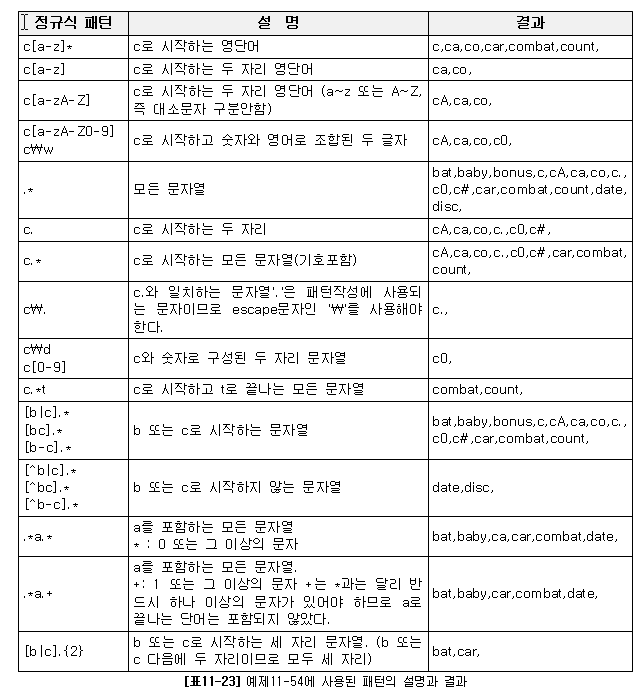 정규식 패턴 설 명 결과
c[a-z]* c로 시작하는 영단어 c,ca,co,car,combat,count,
c[a-z] c로 시작하는 두 자리 영단어 ca,co,
c[a-zA-Z] c로 시작하는 두 자리 영단어 (a~z 또는 A~Z, cA,ca,co,
즉 대소문자 구분안함)
c[a-zA-Z0-9] c로 시작하고 숫자와 영어로 조합된 두 글자 cA,ca,co,c0,
c₩w
.* 모든 문자열 bat,baby,bonus,c,cA,ca,co,c.,
c0,c#,car,combat,count,date,
disc,
c. c로 시작하는 두 자리 cA,ca,co,c.,c0,c#,
c.* c로 시작하는 모든 문자열(기호포함) cA,ca,co,c.,c0,c#,car,combat,
count,
c₩. c.와 일치하는 문자열'.'은 패턴작성에 사용되 c.,
는 문자이므로 escape문자인 '₩'를 사용해야
한다.
c₩d c와 숫자로 구성된 두 자리 문자열 c0,
c[0-9]
c.*t c로 시작하고 t로 끝나는 모든 문자열 combat,count,
[b|c].* b 또는 c로 시작하는 문자열 bat,baby,bonus,c,cA,ca,co,c.,
[bc].* c0,c#,car,combat,count,
[b-c].*
[^b|c].* b 또는 c로 시작하지 않는 문자열 date,disc,
[^bc].*
[^b-c].*
.*a.* a를 포함하는 모든 문자열 bat,baby,ca,car,combat,date,
* : 0 또는 그 이상의 문자
.*a.+ a를 포함하는 모든 문자열. bat,baby,car,combat,date,
+: 1 또는 그 이상의 문자 +는 *과는 달리 반
드시 하나 이상의 문자가 있어야 하므로 a로
끝나는 단어는 포함되지 않았다.
[b|c].{2} b 또는 c로 시작하는 세 자리 문자열. (b 또는 bat,car,
c 다음에 두 자리이므로 모두 세 자리)
[표11-23] 예제11-54에 사용된 패턴의 설명과 결과